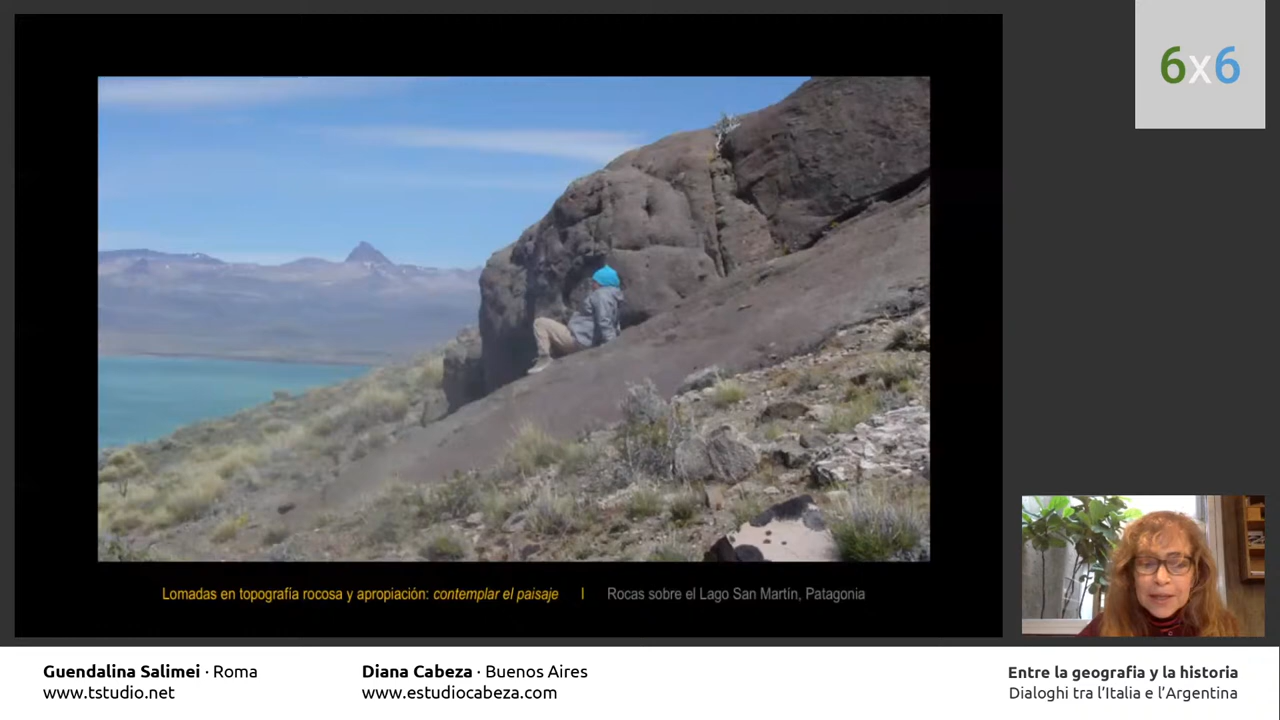 6x6
Lomadas en topografía rocosa y apropiación: contemplar el paisaje | Rocas sobre el Lago San Martín, Patagonia
Guendalina Salimei · Roma
www.tstudio.net
Diana Cabeza · Buenos Aires
www.estudiocabeza.com
Entre la geografia y la historia
Dialoghi tra l'Italia e l'Argentina